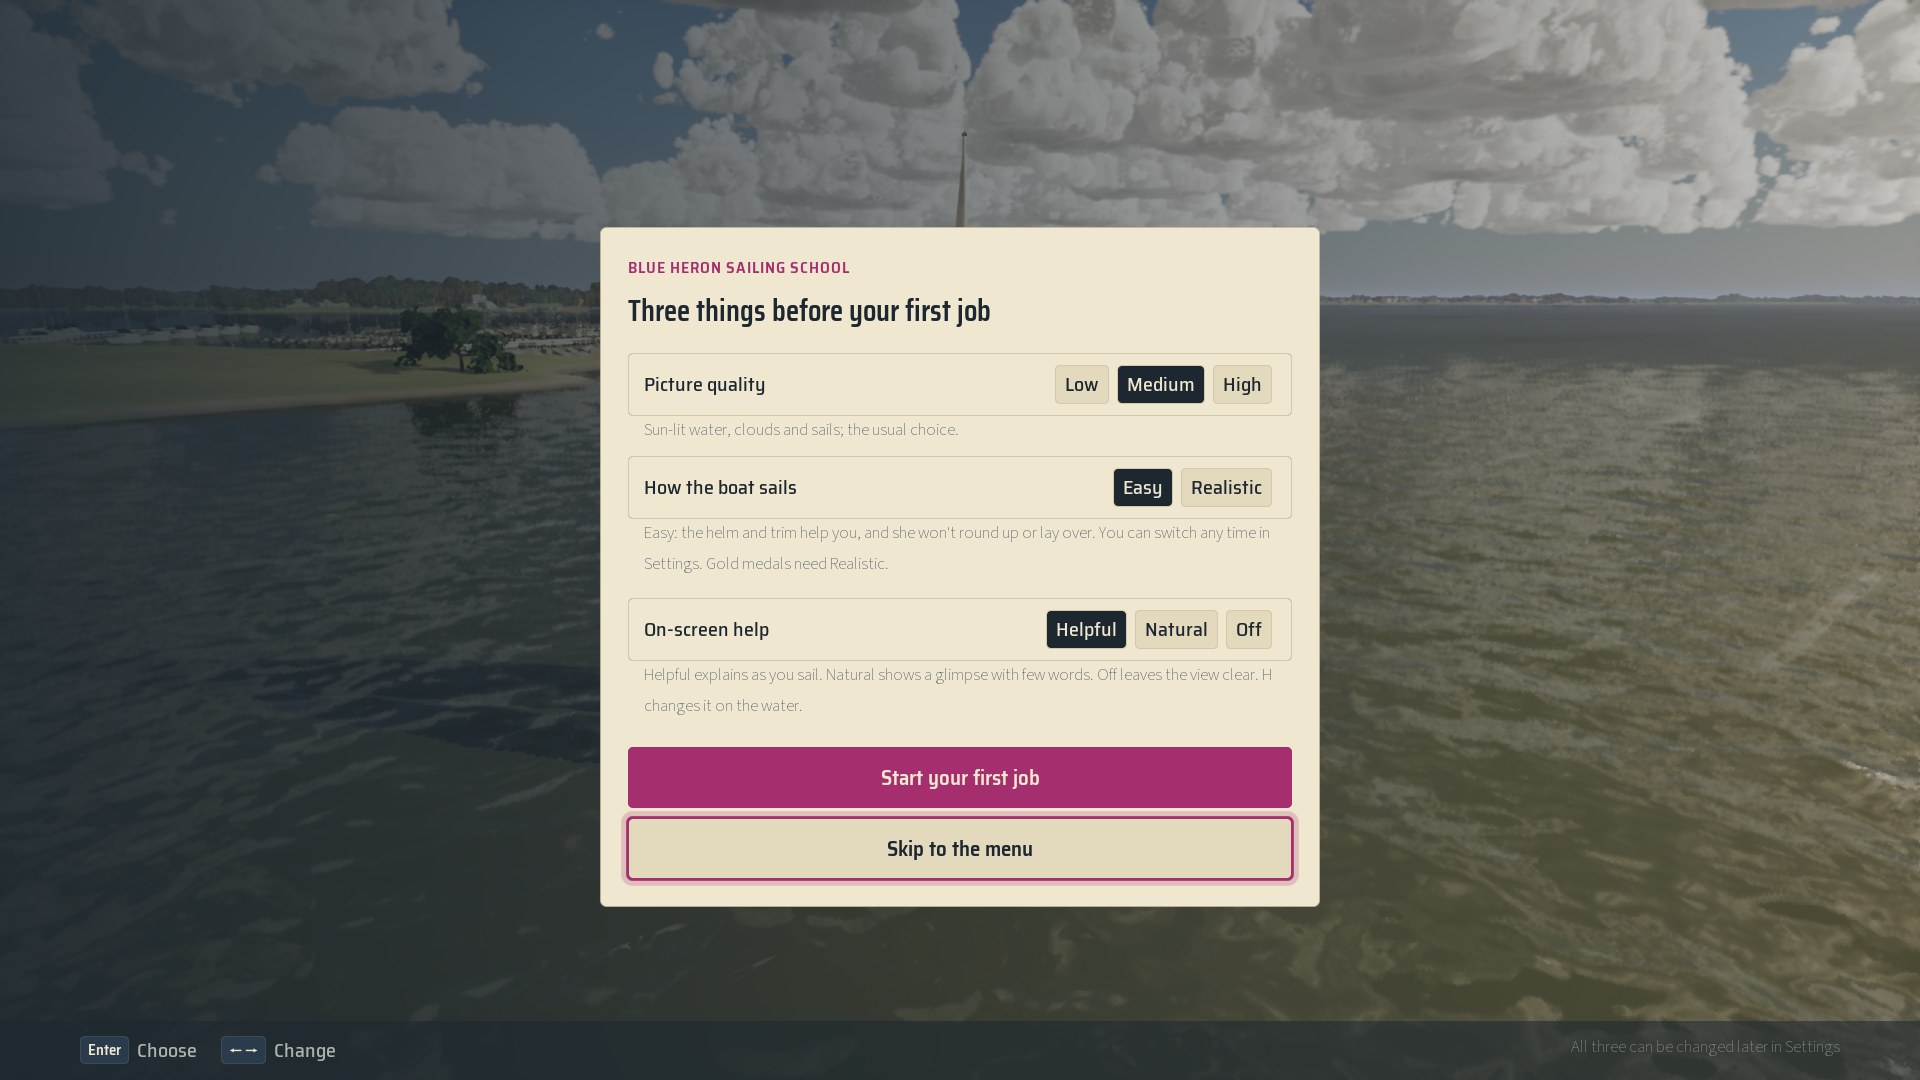 BLUE HERON SAILING SCHOOL
Three things before your first job
Picture quality Low Medium High
Sun-lit water, clouds and sails; the usual choice.
How the boat sails Easy Realistic
Easy: the helm and trim help you, and she won't round up or lay over. You can switch any time in
Settings. Gold medals need Realistic.
On-screen help Helpful Natural Off
Helpful explains as you sail. Natural shows a glimpse with few words. Off leaves the view clear. H
changes it on the water.
Start your first job
Skip to the menu
Enter Choose ←→ Change
All three can be changed later in Settings